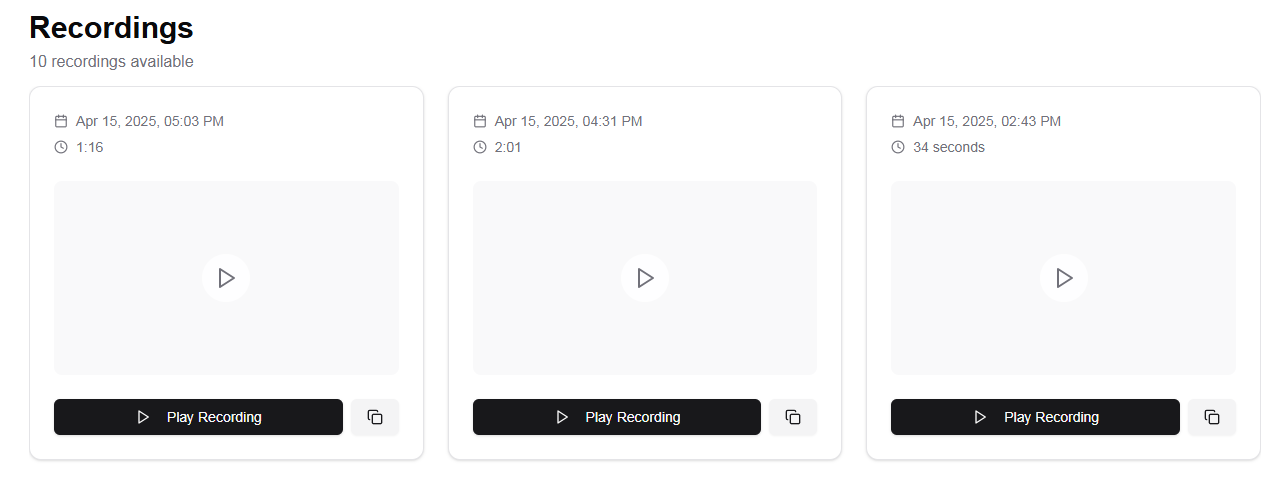 Recordings
10 recordings available
Apr 15, 2025, 05:03 PM
1:16
Play Recording
Apr 15, 2025, 04:31 PM
2:01
Play Recording
Apr 15, 2025, 02:43 PM
34 seconds
Play Recording